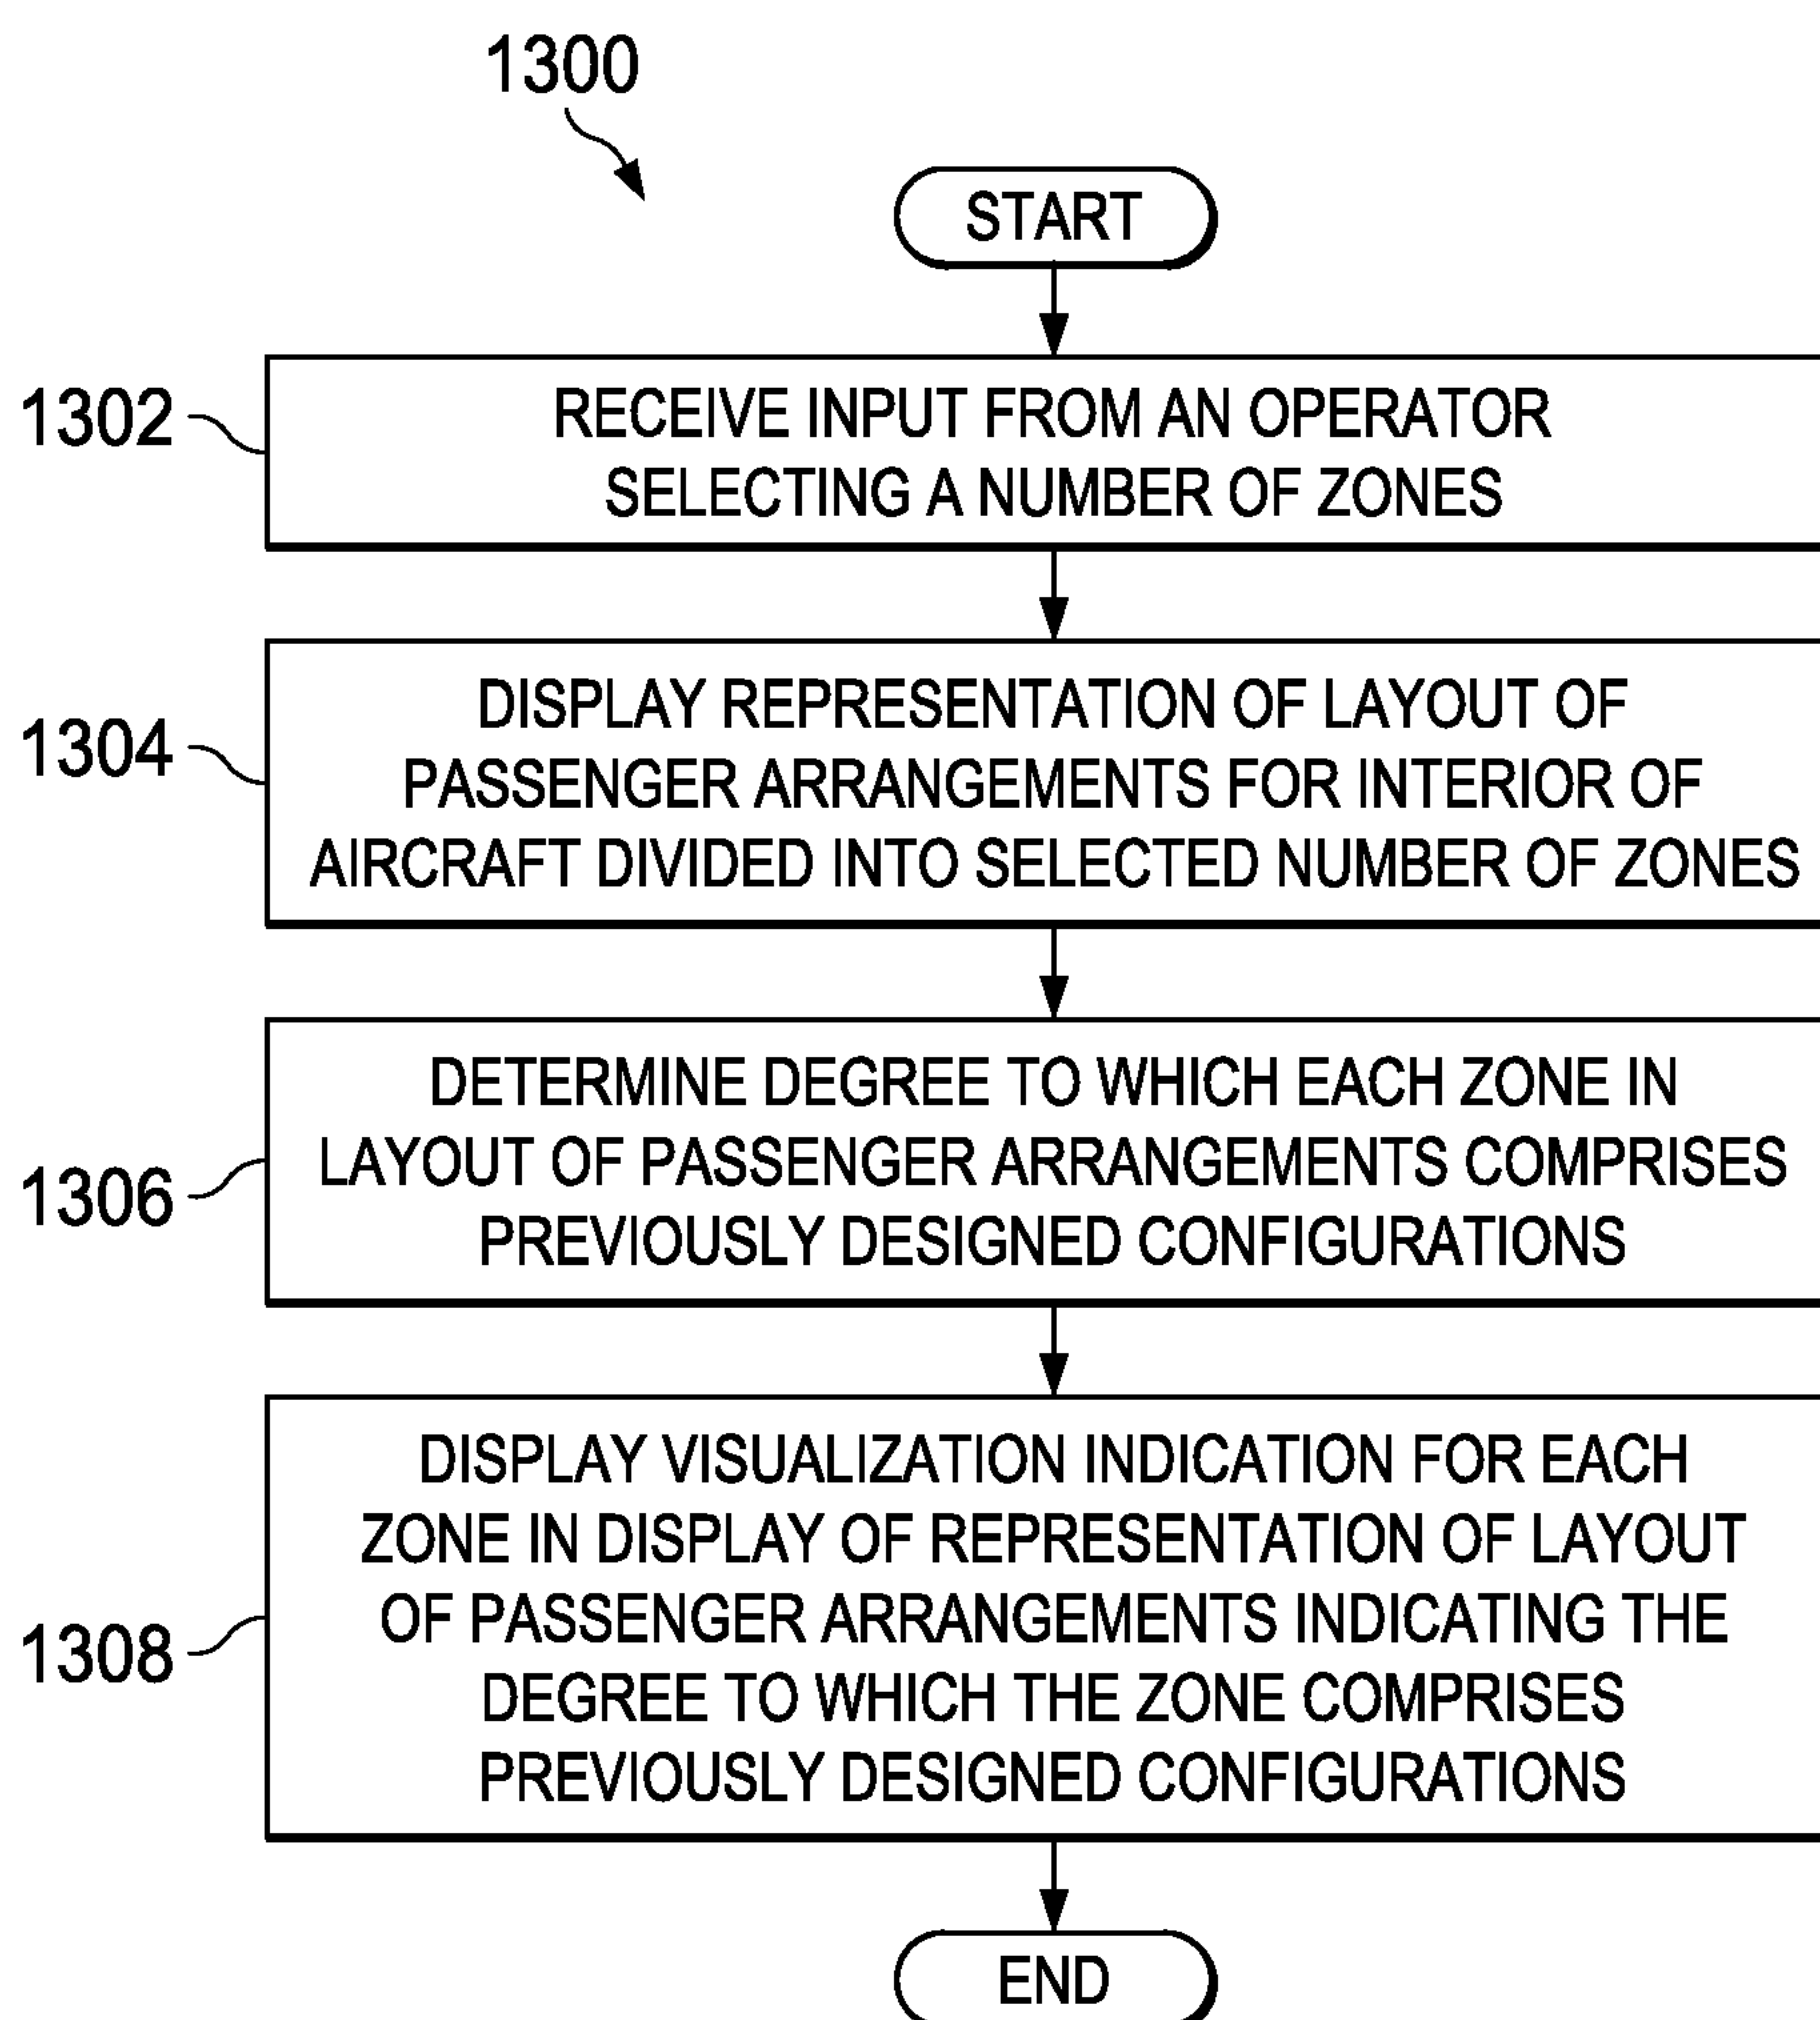 1300
START
1302
RECEIVE INPUT FROM AN OPERATOR
SELECTING A NUMBER OF ZONES
1304
DISPLAY REPRESENTATION OF LAYOUT OF
PASSENGER ARRANGEMENTS FOR INTERIOR OF
AIRCRAFT DIVIDED INTO SELECTED NUMBER OF ZONES
1306
DETERMINE DEGREE TO WHICH EACH ZONE IN
LAYOUT OF PASSENGER ARRANGEMENTS COMPRISES
PREVIOUSLY DESIGNED CONFIGURATIONS
1308
DISPLAY VISUALIZATION INDICATION FOR EACH
ZONE IN DISPLAY OF REPRESENTATION OF LAYOUT
OF PASSENGER ARRANGEMENTS INDICATING THE
DEGREE TO WHICH THE ZONE COMPRISES
PREVIOUSLY DESIGNED CONFIGURATIONS
END